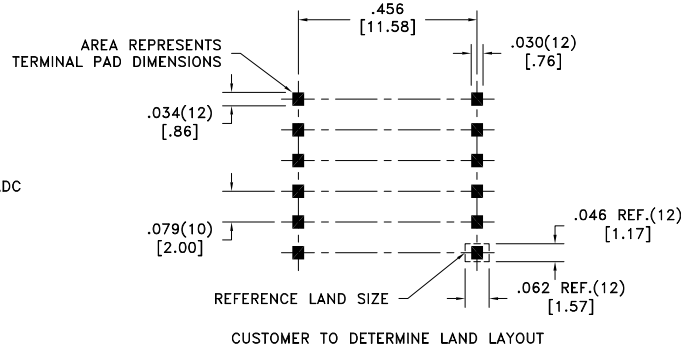 .456
[11.58]
AREA REPRESENTS
TERMINAL PAD DIMENSIONS
.030(12)
[.76]
.034(12)
[.86]
DC
.079(10)
[2.00]
.046 REF.(12)
[1.17]
REFERENCE LAND SIZE
.062 REF.(12)
[1.57]
CUSTOMER TO DETERMINE LAND LAYOUT